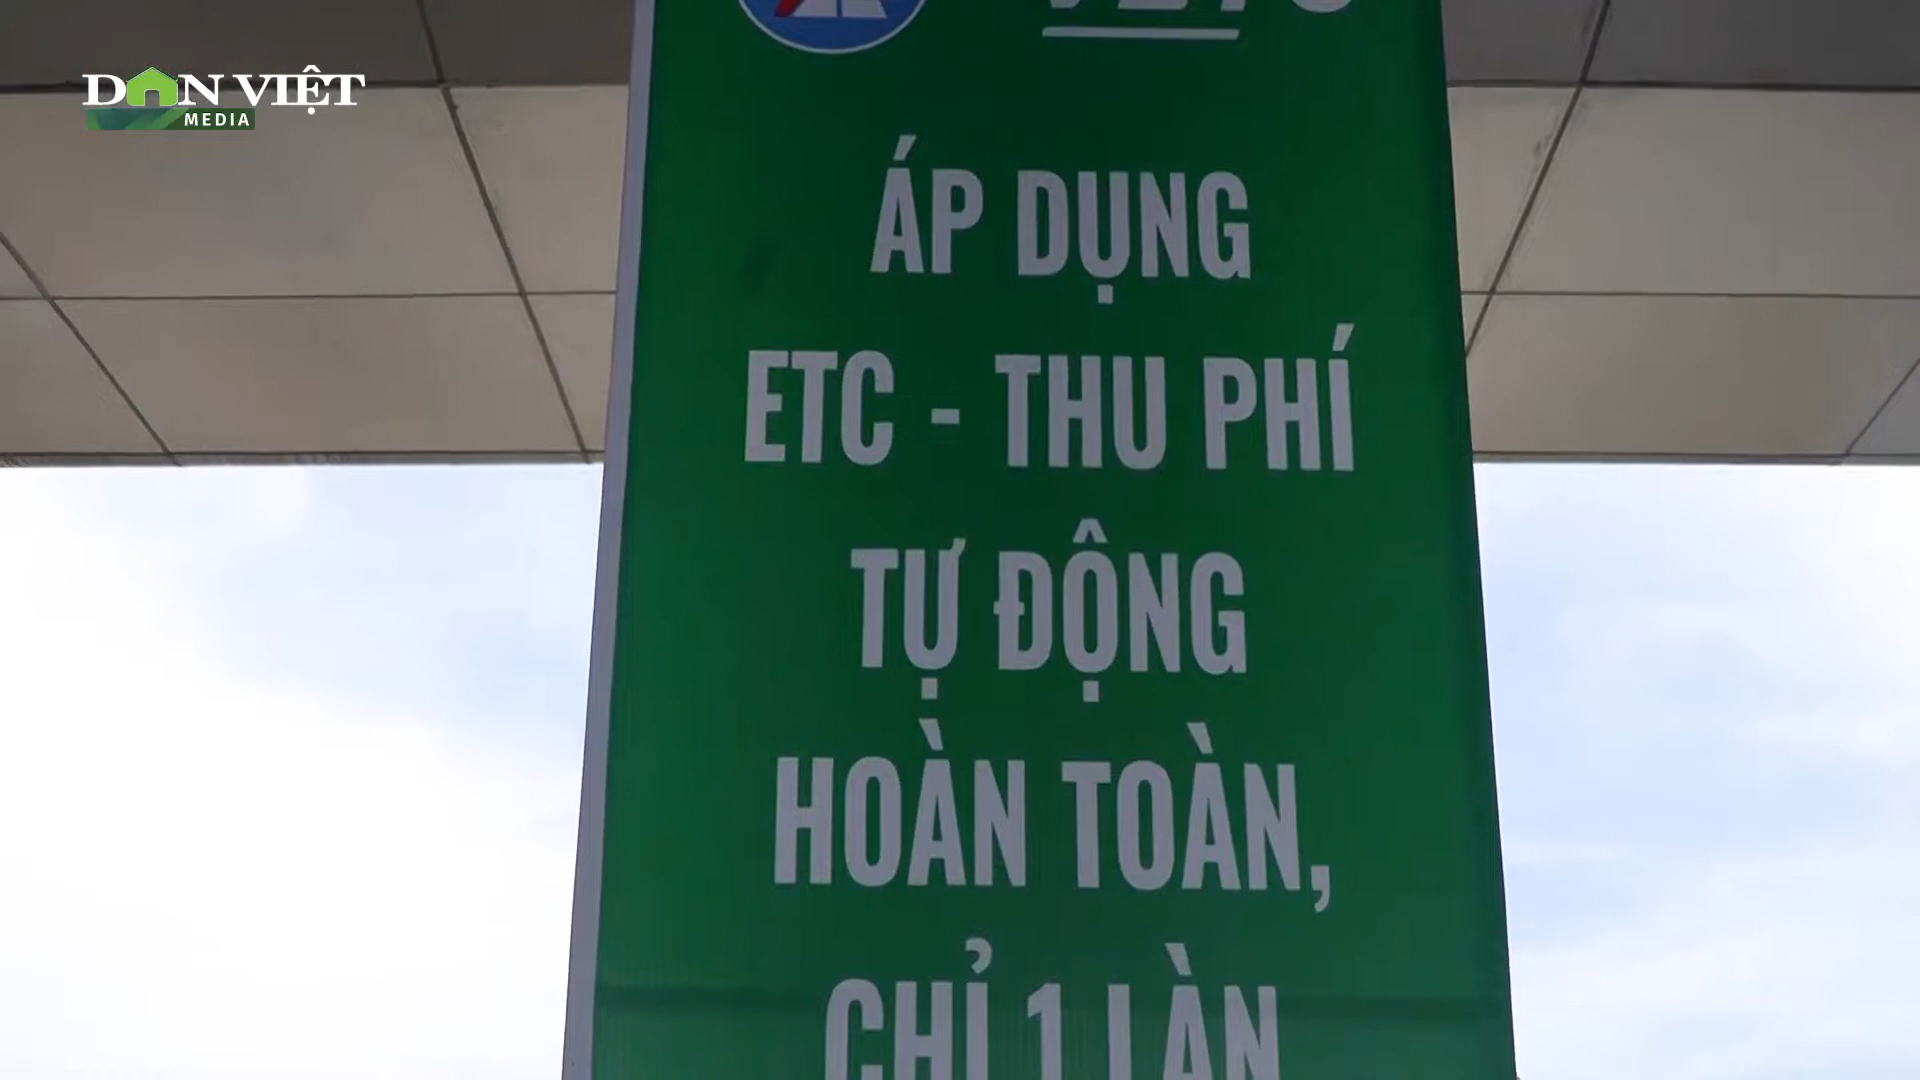 DÂN VIỆT
MEDIA
ÁP DỤNG
ETC - THU PHÍ
TỰ ĐỘNG
HOÀN TOÀN,
CHỈ 1 LÀN